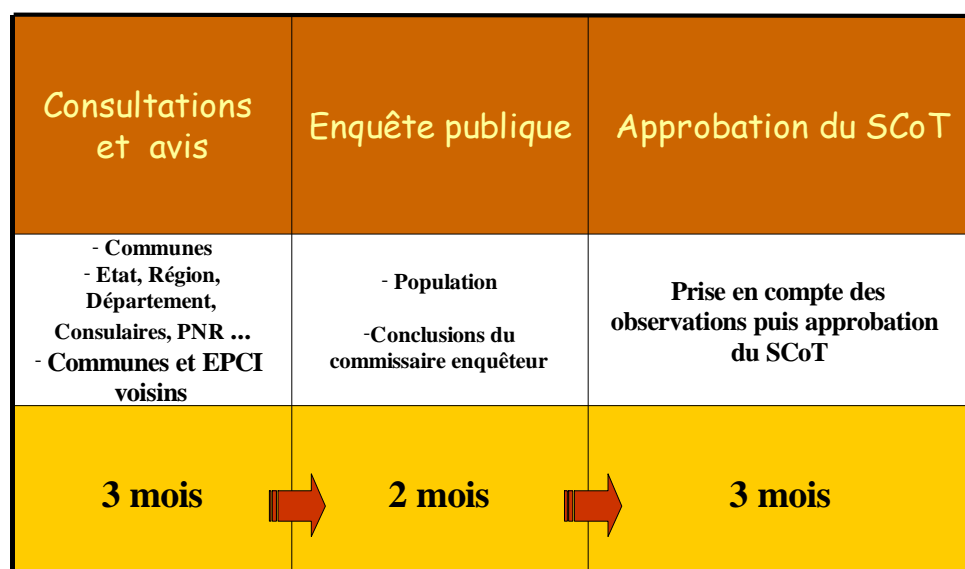 Consultations
et avis
Enquête publique
Approbation du SCoT
- Communes
- Etat, Région,
Département,
Consulaires, PNR ...
- Communes et EPCI
voisins
- Population
-Conclusions du
commissaire enquêteur
Prise en compte des
observations puis approbation
du SCoT
3 mois
2 mois
3 mois